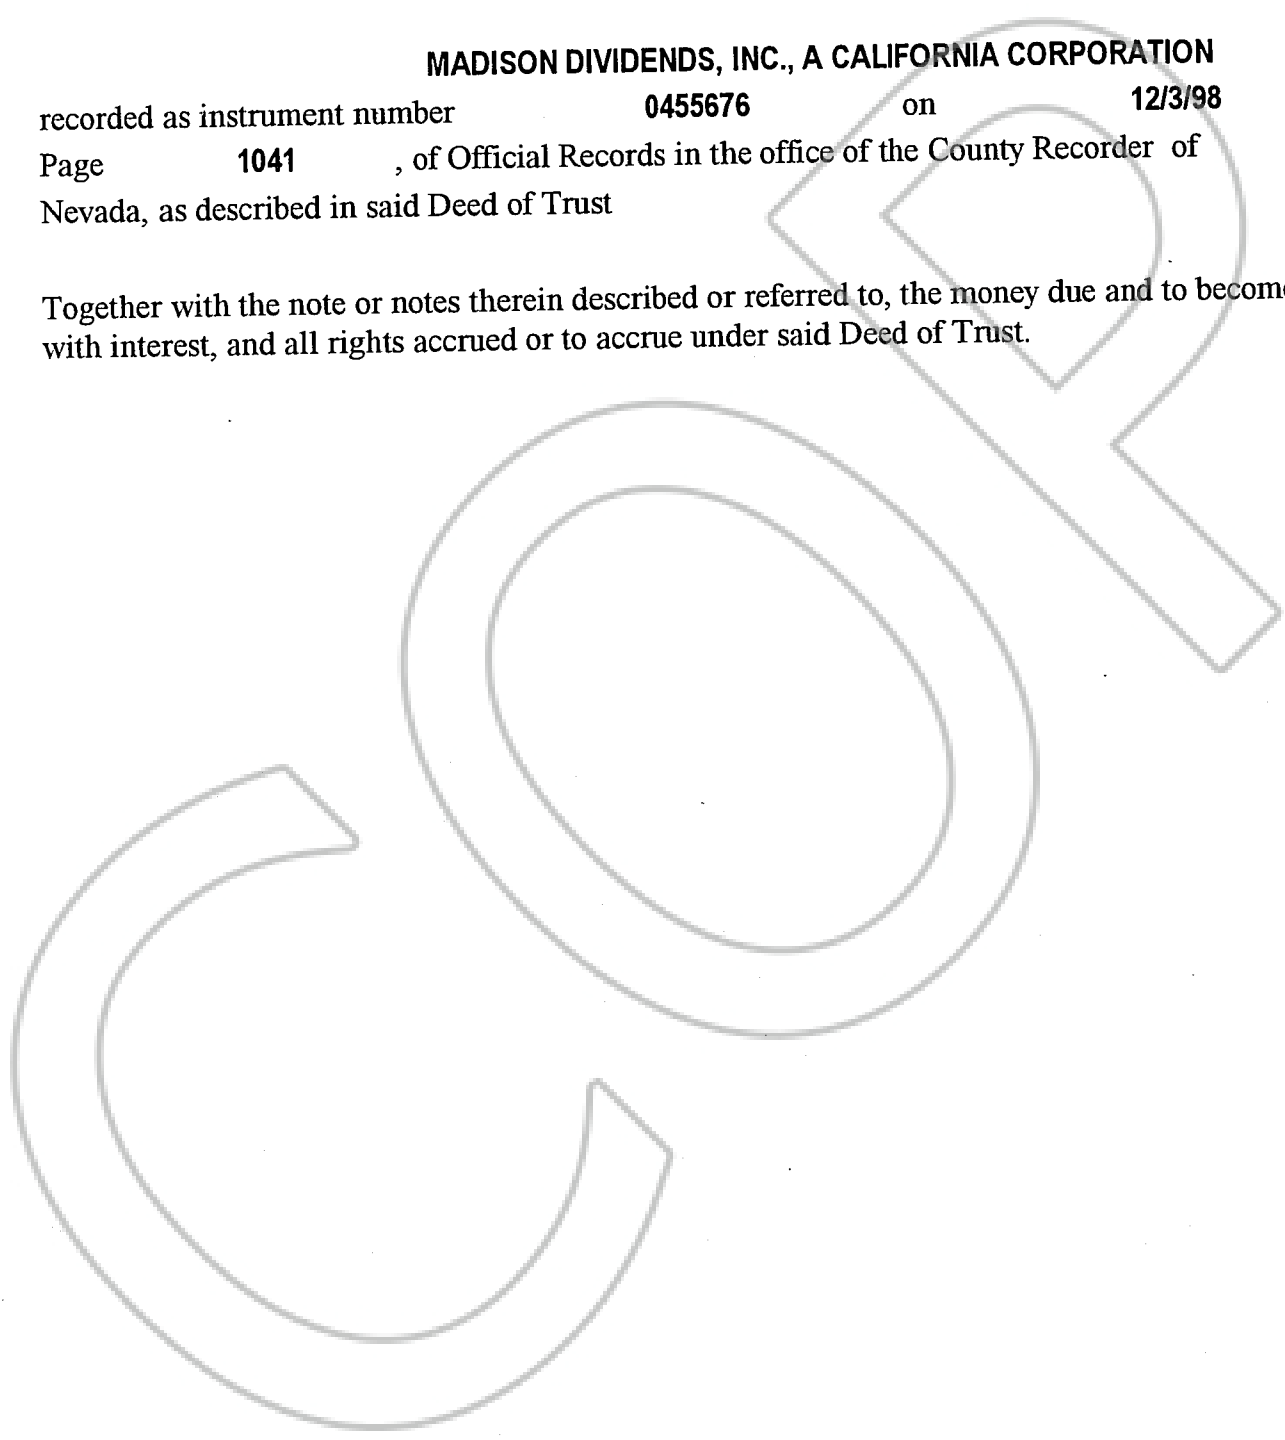 MADISON DIVIDENDS, INC., A CALIFORNIA CORPORATION
recorded as instrument number 0455676 on 12/3/98
Page 1041 , of Official Records in the office of the County Recorder of
Nevada, as described in said Deed of Trust
Together with the note or notes therein described or referred to, the money due and to becom
with interest, and all rights accrued or to accrue under said Deed of Trust.
COP